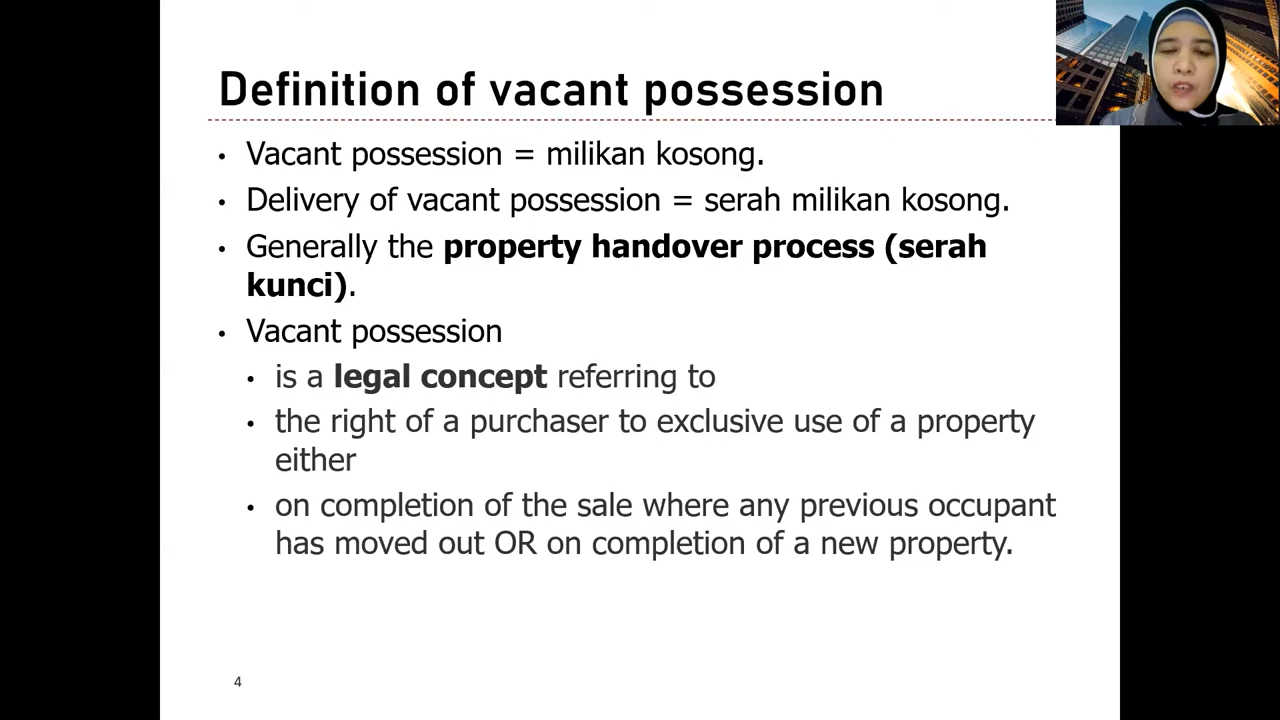 Definition of vacant possession
• Vacant possession = milikan kosong.
• Delivery of vacant possession = serah milikan kosong.
• Generally the property handover process (serah
kunci).
• Vacant possession
• is a legal concept referring to
• the right of a purchaser to exclusive use of a property
either
• on completion of the sale where any previous occupant
has moved out OR on completion of a new property.
4